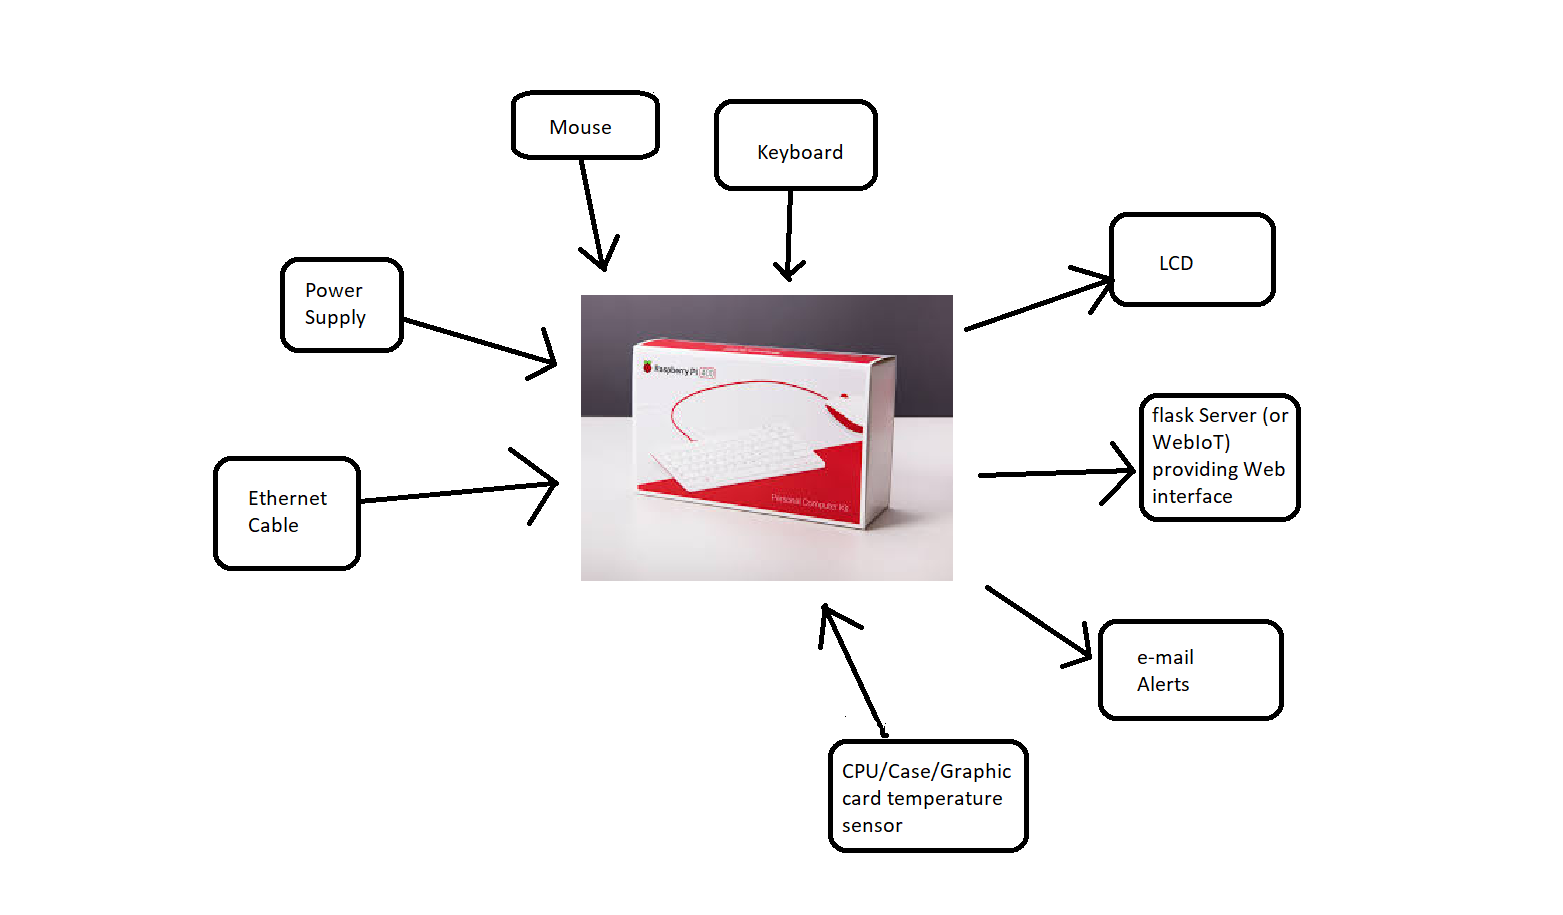 Mouse
Keyboard
LCD
Power
Supply
Raspberry Pi 400
flask Server (or
WebIoT)
providing Web
interface
Ethernet
Cable
Personal Computer Kit
e-mail
Alerts
CPU/Case/Graphic
card temperature
sensor